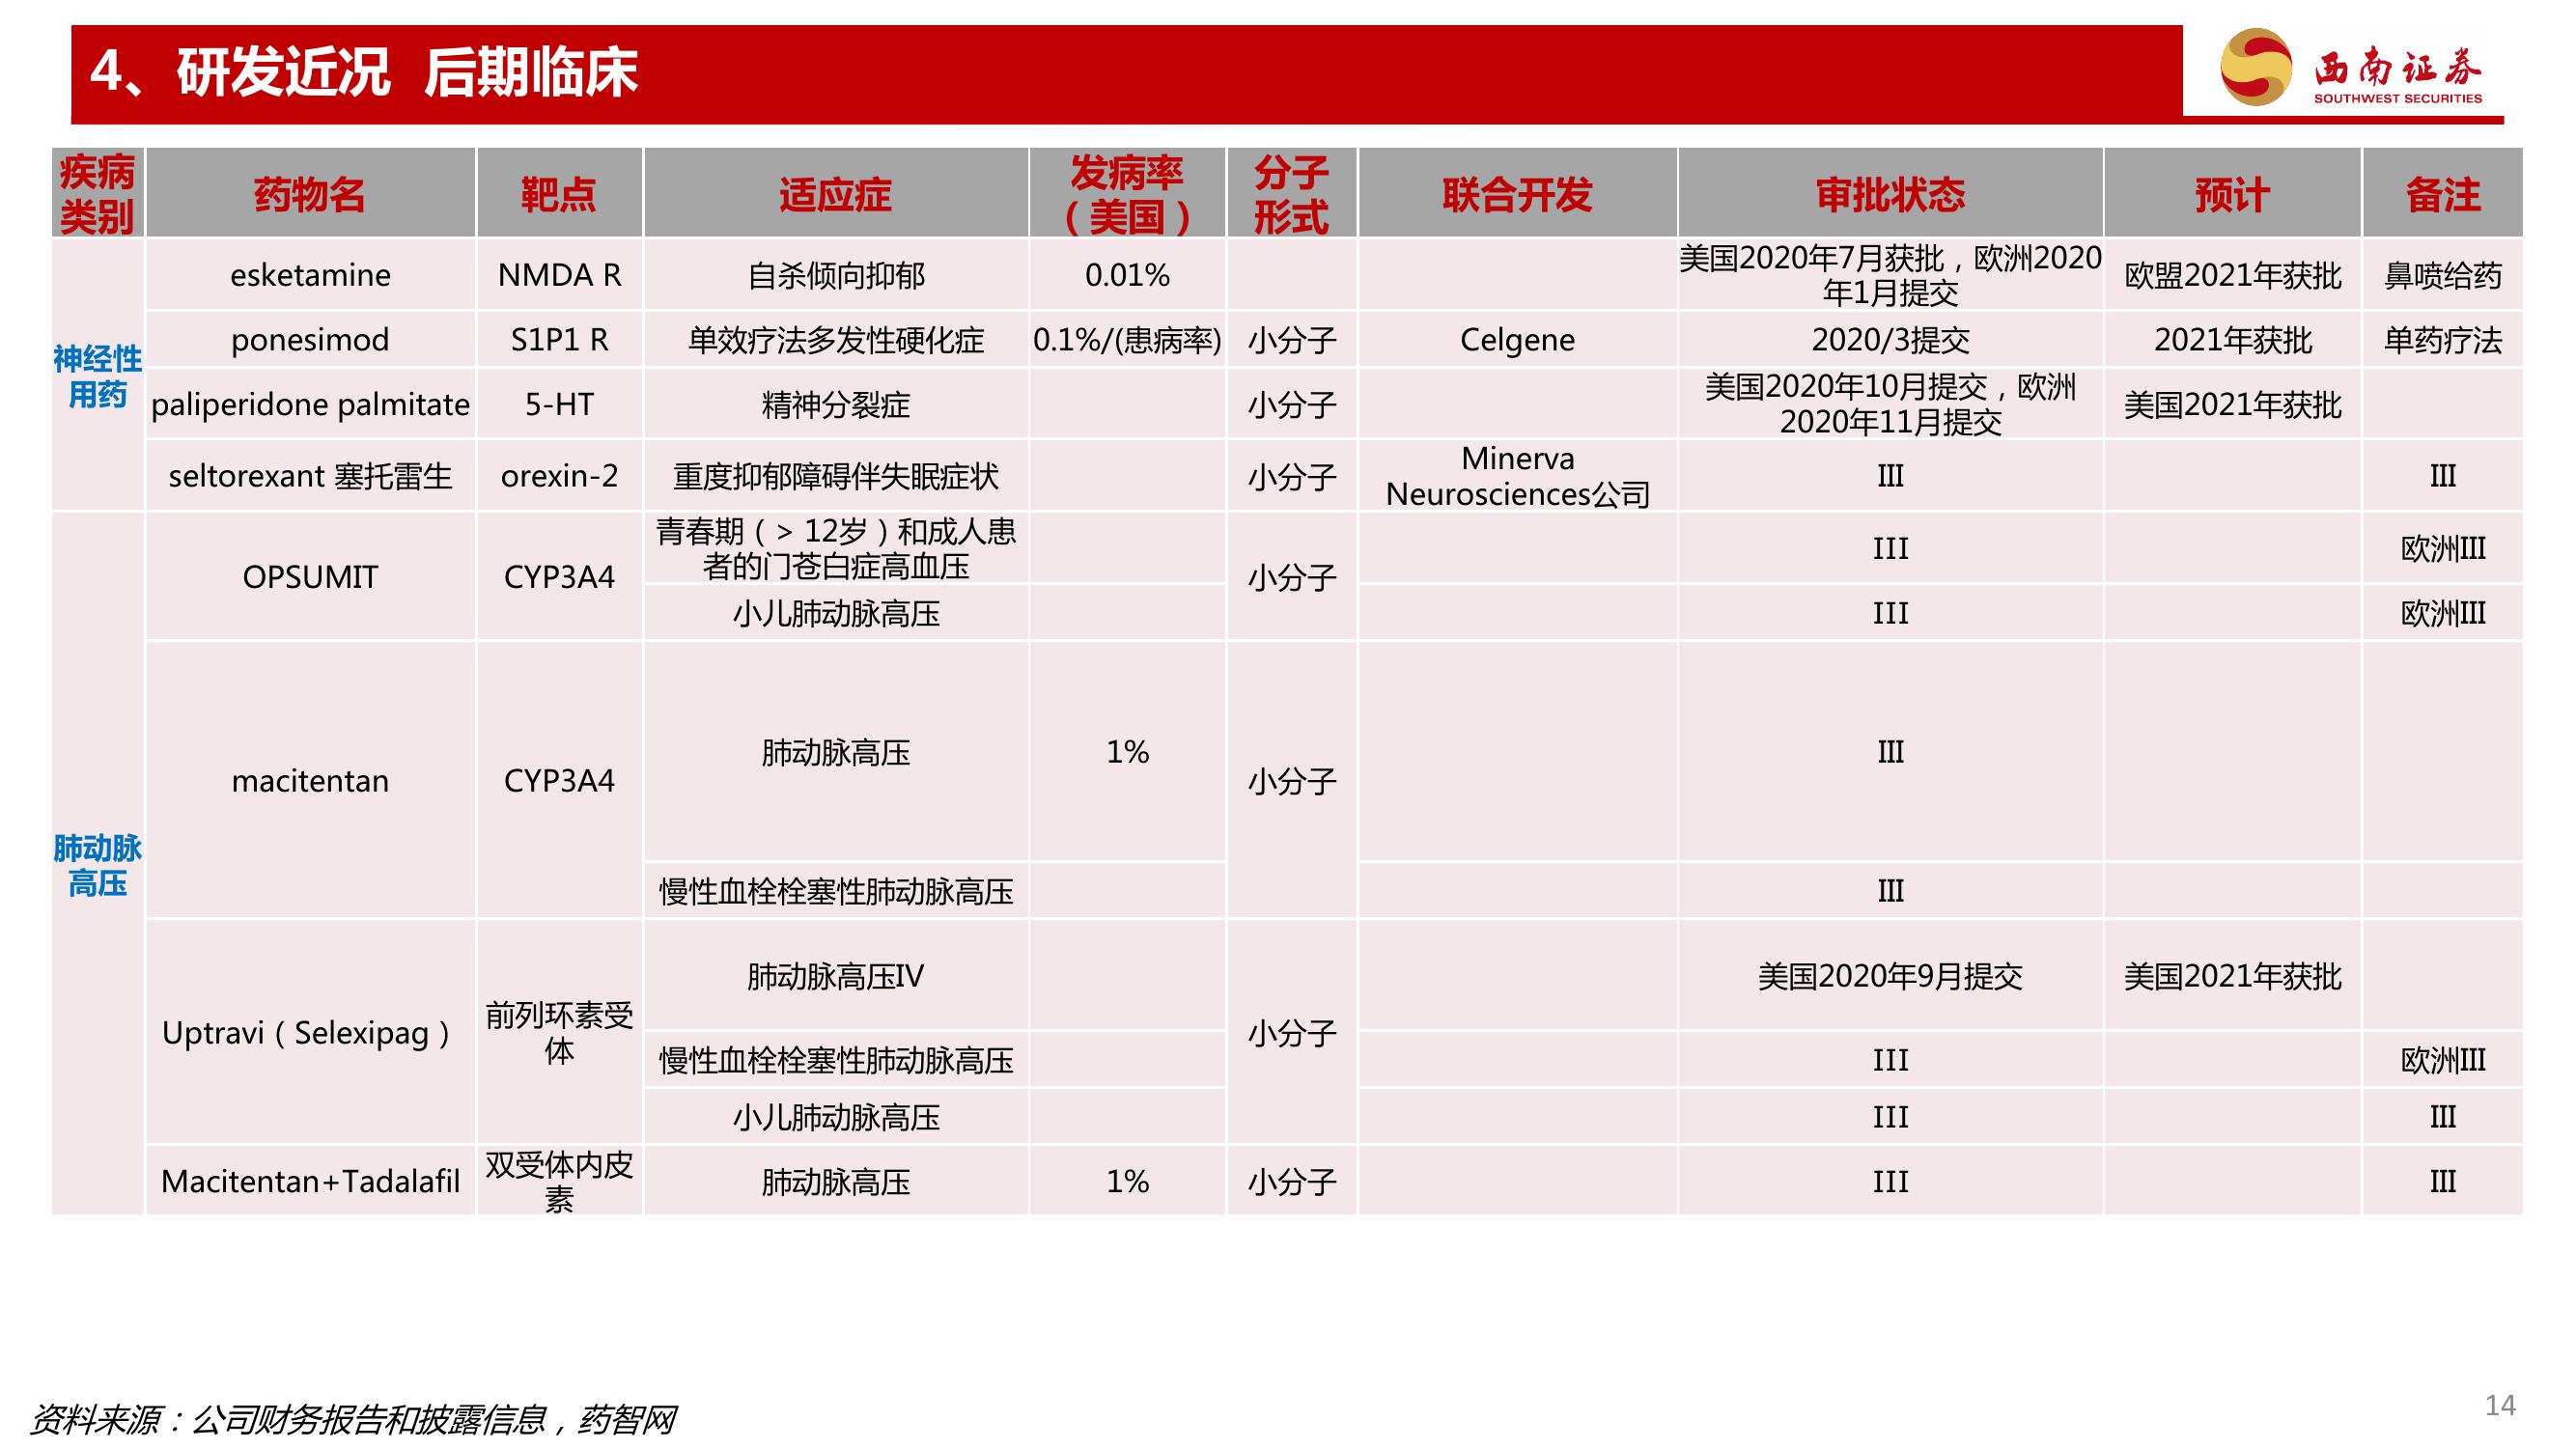 4、研发近况 后期临床
西南证券
SOUTHWEST SECURITIES
疾病
类别
药物名
靶点
适应症
发病率
（美国）
分子
形式
联合开发
审批状态
预计
备注
神经性
用药
esketamine
NMDA R
自杀倾向抑郁
0.01%
美国2020年7月获批，欧洲2020
年1月提交
欧盟2021年获批
鼻喷给药
ponesimod
S1P1 R
单效疗法多发性硬化症
0.1%/(患病率)
小分子
Celgene
2020/3提交
2021年获批
单药疗法
paliperidone palmitate
5-HT
精神分裂症
小分子
美国2020年10月提交，欧洲
2020年11月提交
美国2021年获批
seltorexant 塞托雷生
orexin-2
重度抑郁障碍伴失眠症状
小分子
Minerva
Neurosciences公司
III
III
肺动脉
高压
OPSUMIT
CYP3A4
青春期（> 12岁）和成人患
者的门苍白症高血压
小分子
III
欧洲III
小儿肺动脉高压
III
欧洲III
macitentan
CYP3A4
肺动脉高压
1%
小分子
III
慢性血栓栓塞性肺动脉高压
III
Uptravi（Selexipag）
前列环素受
体
肺动脉高压IV
小分子
美国2020年9月提交
美国2021年获批
慢性血栓栓塞性肺动脉高压
III
欧洲III
小儿肺动脉高压
III
III
Macitentan+Tadalafil
双受体内皮
素
肺动脉高压
1%
小分子
III
III
资料来源：公司财务报告和披露信息，药智网
14